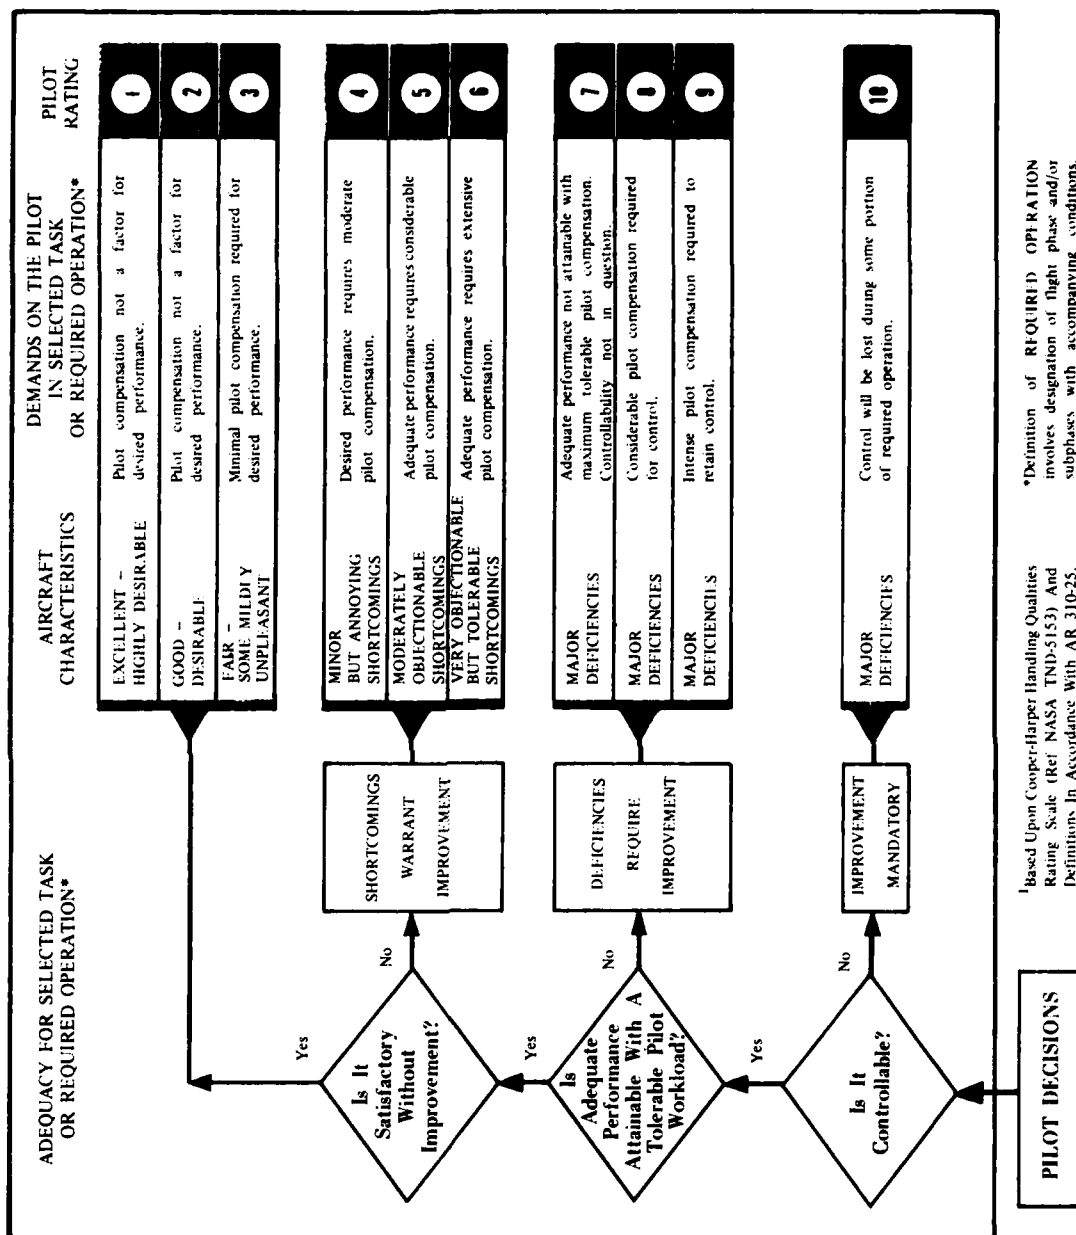 ADEQUACY FOR SELECTED TASK
OR REQUIRED OPERATION*
AIRCRAFT
CHARACTERISTICS
DEMANDS ON THE PILOT
IN SELECTED TASK
OR REQUIRED OPERATION*
PILOT
RATING
EXCELLENT –
HIGHLY DESIRABLE
Pilot compensation not a factor for
desired performance.
1
GOOD –
DESIRABLE
Pilot compensation not a factor for
desired performance.
2
FAIR –
SOME MILDLY
UNPLEASANT
Minimal pilot compensation required for
desired performance.
3
Yes
Is It
Satisfactory
Without
Improvement?
No
SHORTCOMINGS
WARRANT
IMPROVEMENT
MINOR
BUT ANNOYING
SHORTCOMINGS
Desired performance requires moderate
pilot compensation.
4
MODERATELY
OBJECTIONABLE
SHORTCOMINGS
Adequate performance requires considerable
pilot compensation.
5
VERY OBJECTIONABLE
BUT TOLERABLE
SHORTCOMINGS
Adequate performance requires extensive
pilot compensation.
6
Yes
Is
Adequate
Performance
Attainable With A
Tolerable Pilot
Workload?
No
DEFICIENCIES
REQUIRE
IMPROVEMENT
MAJOR
DEFICIENCIES
Adequate performance not attainable with
maximum tolerable pilot compensation.
Controllability not in question.
7
MAJOR
DEFICIENCIES
Considerable pilot compensation required
for control.
8
MAJOR
DEFICIENCIES
Intense pilot compensation required to
retain control.
9
Yes
Is It
Controllable?
No
IMPROVEMENT
MANDATORY
MAJOR
DEFICIENCIES
Control will be lost during some portion
of required operation.
10
PILOT DECISIONS
1Based Upon Cooper-Harper Handling Qualities
Rating Scale (Ref NASA TND-5153) And
Definitions In Accordance With AR 310-25.
*Definition of REQUIRED OPERATION
involves designation of flight phase and/or
subphases with accompanying conditions.